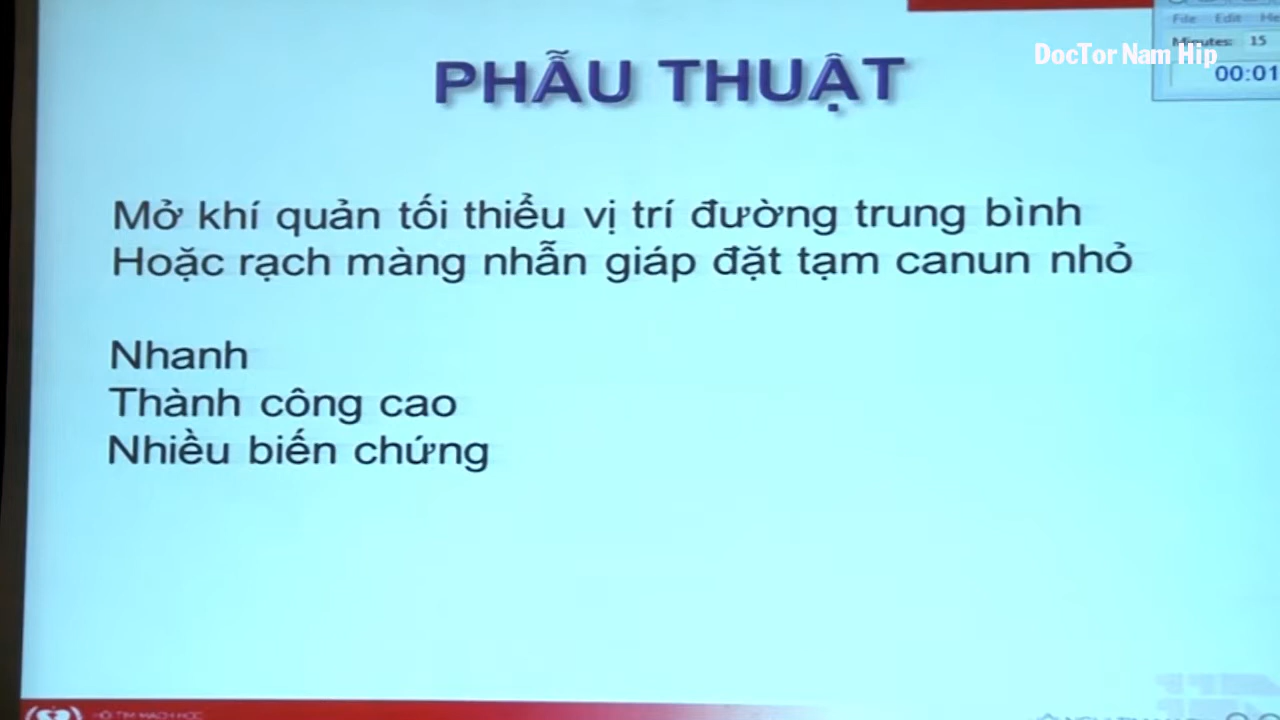 File Edit
Minutes: 15
DocTor Nam Hip
00:01
PHẪU THUẬT
Mở khí quản tối thiểu vị trí đường trung bình
Hoặc rạch màng nhẫn giáp đặt tạm canun nhỏ
Nhanh
Thành công cao
Nhiều biến chứng